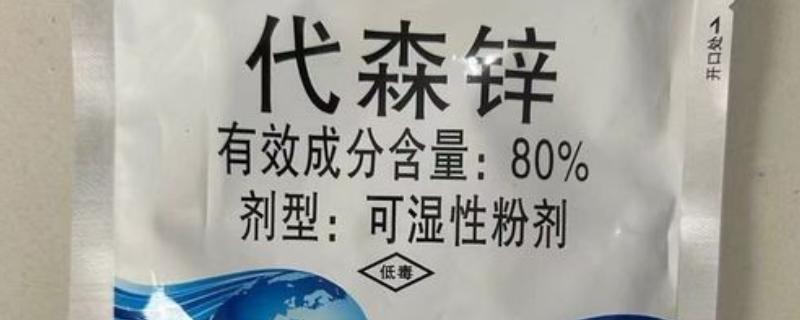 代森锌
有效成分含量：80%
剂型：可湿性粉剂
低毒
开口处